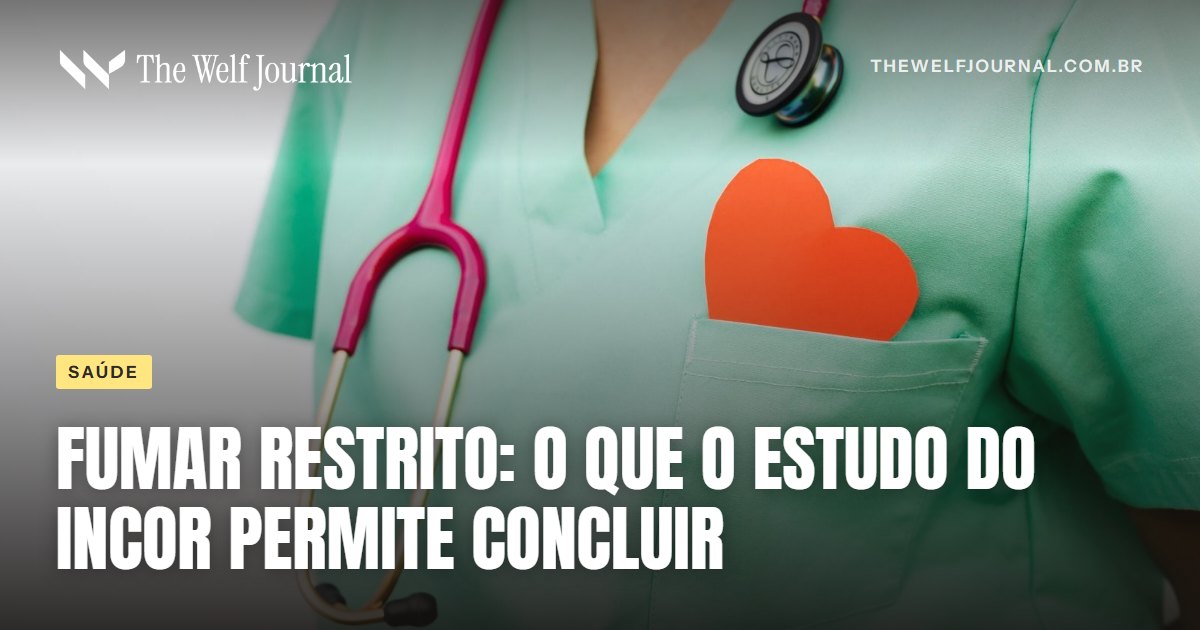 The Welf Journal
THEWELFJOURNAL.COM.BR
SAÚDE
FUMAR RESTRITO: O QUE O ESTUDO DO
INCOR PERMITE CONCLUIR